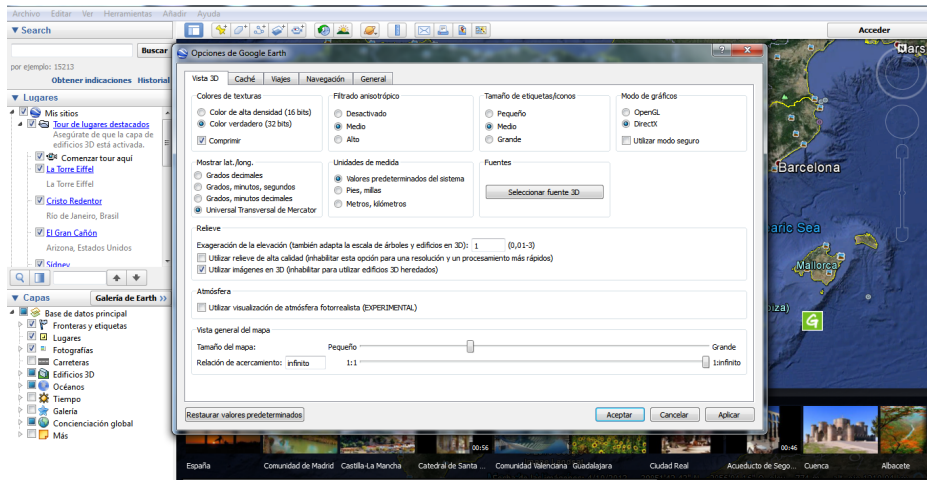 Archivo Editar Ver Herramientas Añadir Ayuda
Search
Acceder
Buscar
por ejemplo: 15213
Obtener indicaciones Historial
Lugares
Mis sitios
Tour de lugares destacados
Asegúrate de que la capa de
edificios 3D está activada.
Comenzar tour aquí
La Torre Eiffel
La Torre Eiffel
Cristo Redentor
Río de Janeiro, Brasil
El Gran Cañón
Arizona, Estados Unidos
Sídney
Capas
Galería de Earth >>
Base de datos principal
Fronteras y etiquetas
Lugares
Fotografías
Carreteras
Edificios 3D
Océanos
Tiempo
Galería
Concienciación global
Más
Opciones de Google Earth
Vista 3D Caché Viajes Navegación General
Colores de texturas
Color de alta densidad (16 bits)
Color verdadero (32 bits)
Comprimir
Filtrado anisotrópico
Desactivado
Medio
Alto
Tamaño de etiquetas/iconos
Pequeño
Medio
Grande
Modo de gráficos
OpenGL
DirectX
Utilizar modo seguro
Mostrar lat./long.
Grados decimales
Grados, minutos, segundos
Grados, minutos decimales
Universal Transversal de Mercator
Unidades de medida
Valores predeterminados del sistema
Pies, millas
Metros, kilómetros
Fuentes
Seleccionar fuente 3D
Relieve
Exageración de la elevación (también adapta la escala de árboles y edificios en 3D): 1 (0,01-3)
Utilizar relieve de alta calidad (inhabilitar esta opción para una resolución y un procesamiento más rápidos)
Utilizar imágenes en 3D (inhabilitar para utilizar edificios 3D heredados)
Atmósfera
Utilizar visualización de atmósfera fotorrealista (EXPERIMENTAL)
Vista general del mapa
Tamaño del mapa: Pequeño Grande
Relación de acercamiento: infinito 1:1 1:infinito
Restaurar valores predeterminados
Aceptar Cancelar Aplicar
Mars
Barcelona
aric Sea
Mallorca
iza)
G
00:56
00:46
España Comunidad de Madrid Castilla-La Mancha Catedral de Santa ... Comunidad Valenciana Guadalajara Ciudad Real Acueducto de Sego... Cuenca Albacete